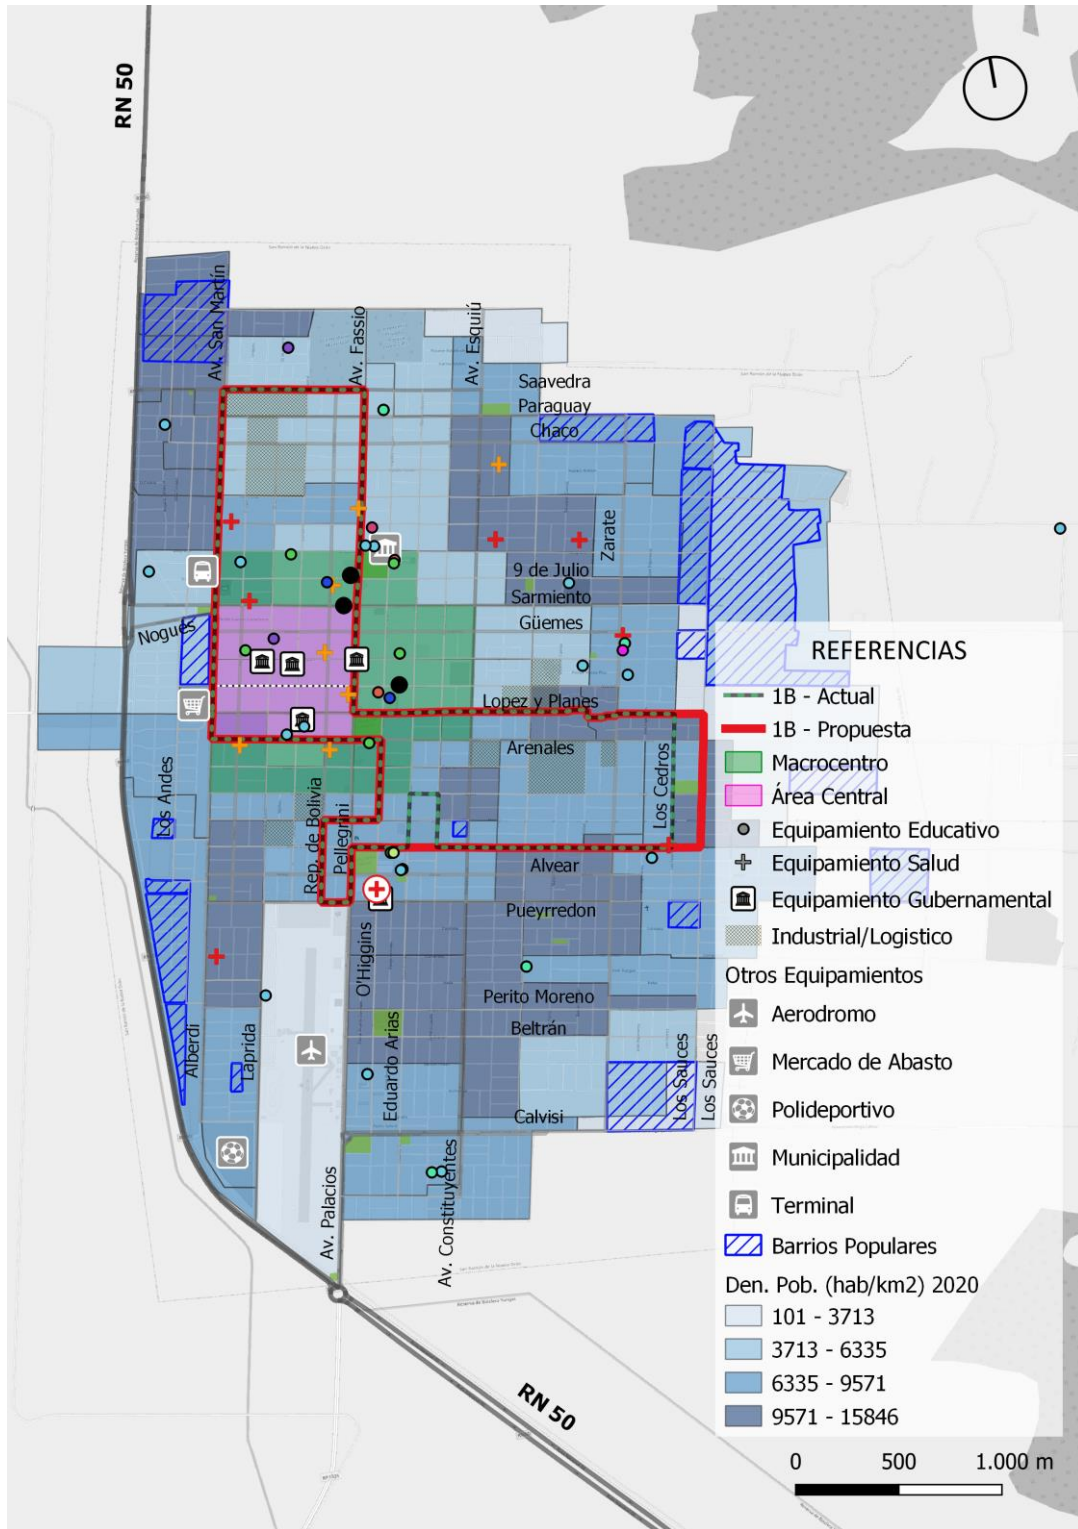 RN 50
Av. San Martín
Av. Fassio
Av. Esquiú
Saavedra
Paraguay
Chaco
Zarate
9 de Julio
Sarmiento
Güemes
Nogués
Lopez y Planes
Arenales
Los Cedros
Los Andes
Rep. de Bolivia
Pellegrini
Alvear
Pueyrredon
O'Higgins
Perito Moreno
Beltrán
Alberdi
Laprida
Eduardo Arias
Los Sauces
Los Sauces
Calvisi
Av. Palacios
Av. Constituyentes
RN 50
REFERENCIAS
1B - Actual
1B - Propuesta
Macrocentro
Área Central
Equipamiento Educativo
Equipamiento Salud
Equipamiento Gubernamental
Industrial/Logistico
Otros Equipamientos
Aerodromo
Mercado de Abasto
Polideportivo
Municipalidad
Terminal
Barrios Populares
Den. Pob. (hab/km2) 2020
101 - 3713
3713 - 6335
6335 - 9571
9571 - 15846
0 500 1.000 m